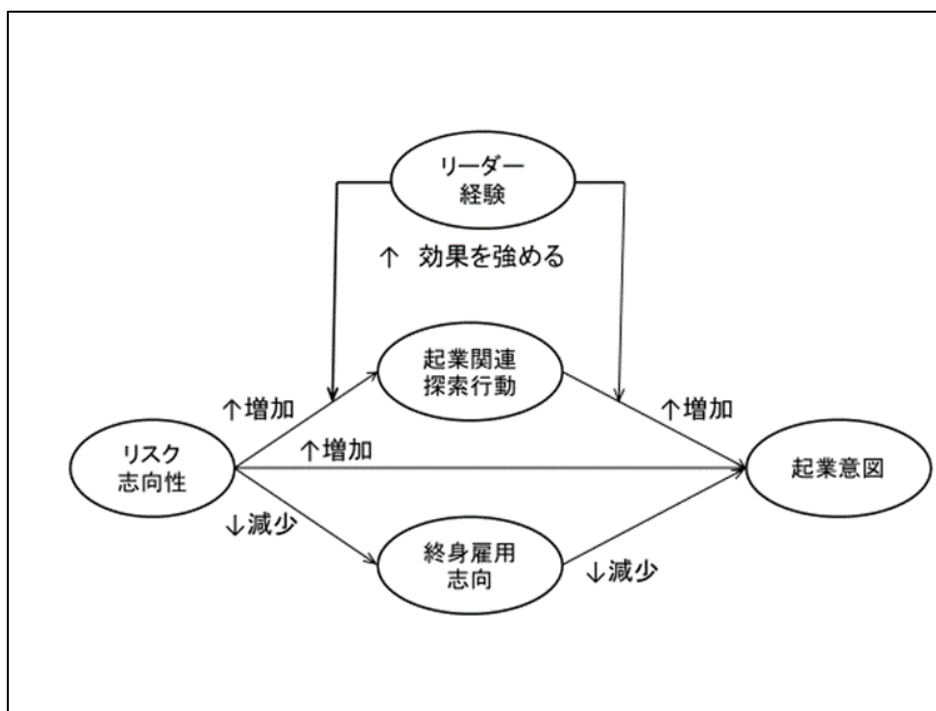 リーダー
経験
↑ 効果を強める
起業関連
探索行動
↑増加
↑増加
リスク
志向性
↑増加
起業意図
↓減少
終身雇用
志向
↓減少